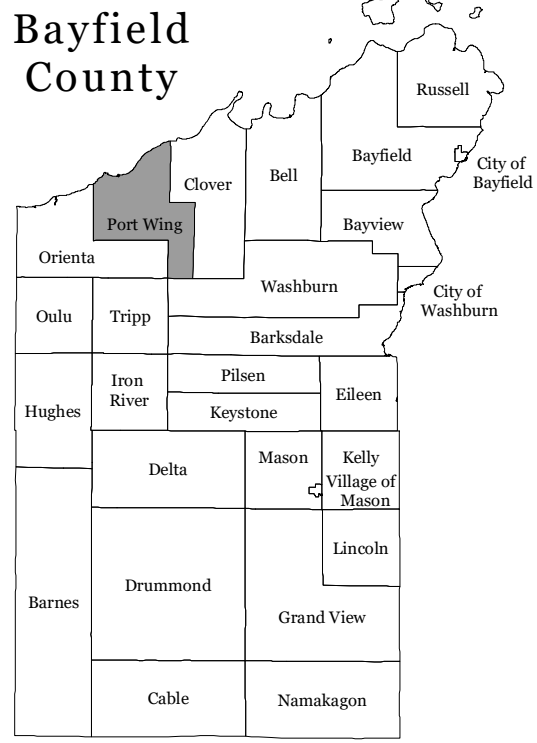 Bayfield
County
Russell
Bayfield
City of
Bayfield
Clover
Bell
Port Wing
Bayview
Orienta
Washburn
City of
Washburn
Oulu
Tripp
Barksdale
Iron
River
Pilsen
Eileen
Hughes
Keystone
Delta
Mason
Kelly
Village of
Mason
Lincoln
Barnes
Drummond
Grand View
Cable
Namakagon